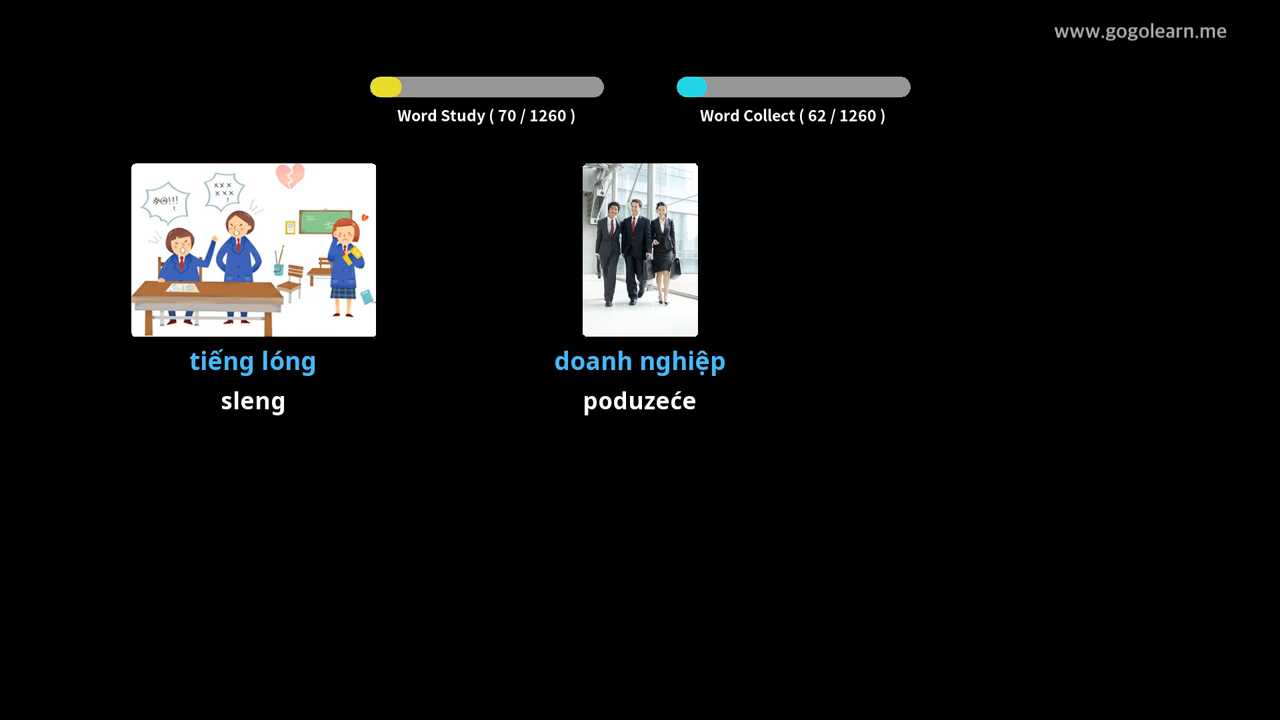 www.gogolearn.me
Word Study ( 70 / 1260 )
Word Collect ( 62 / 1260 )
#@!!!
! 
x x x
x x x
!
tiếng lóng
doanh nghiệp
sleng
poduzeće